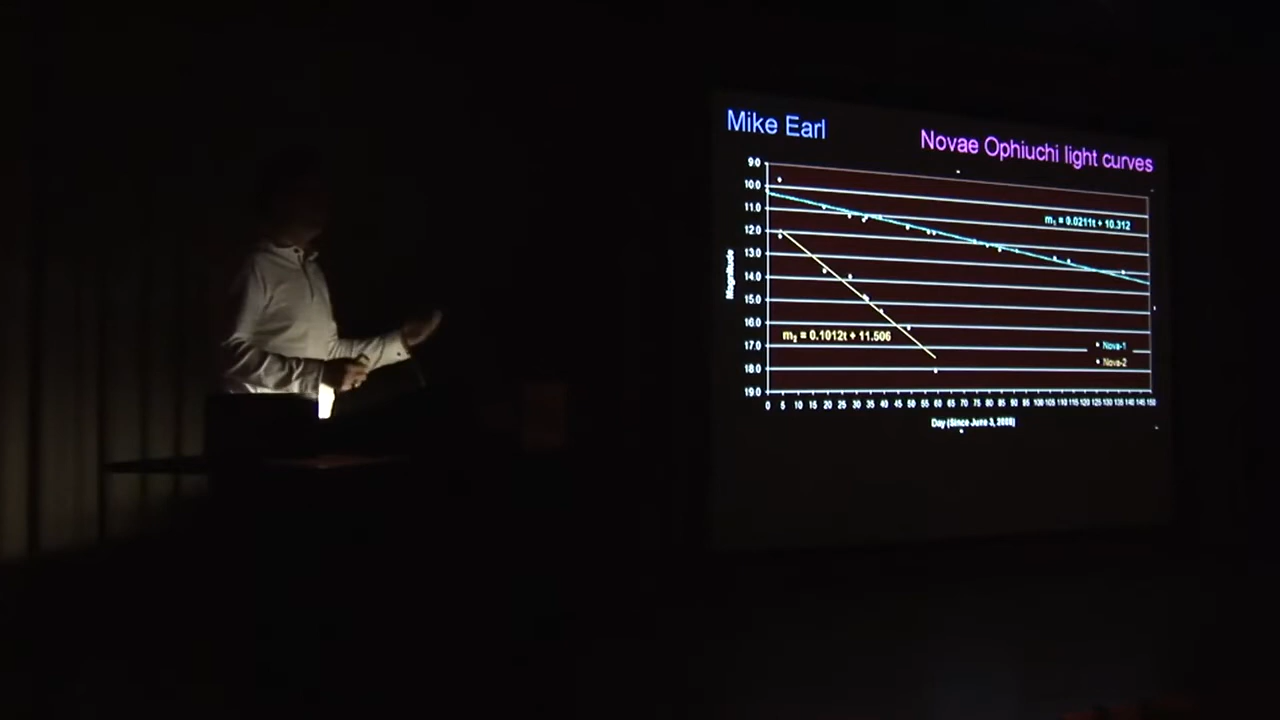 Mike Earl
Novae Ophiuchi light curves
9.0
10.0
11.0
12.0
13.0
14.0
15.0
16.0
17.0
18.0
19.0
Magnitude
m₁ = 0.0211t + 10.312
m₂ = 0.1012t + 11.506
Nova-1
Nova-2
0 5 10 15 20 25 30 35 40 45 50 55 60 65 70 75 80 85 90 95 100 105 110 115 120 125 130 135 140 145 150
Day (Since June 3, 2008)